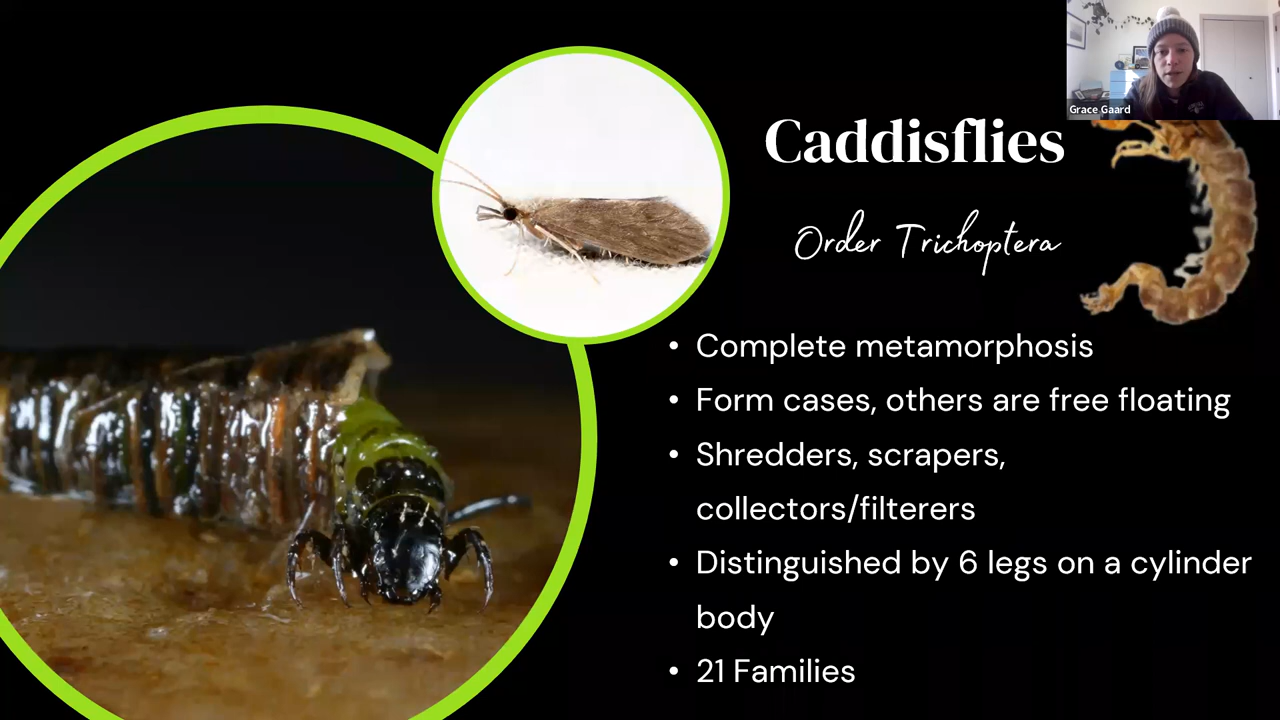 Grace Gaard
Caddisflies
Order Trichoptera
• Complete metamorphosis
• Form cases, others are free floating
• Shredders, scrapers,
collectors/filterers
• Distinguished by 6 legs on a cylinder
body
• 21 Families